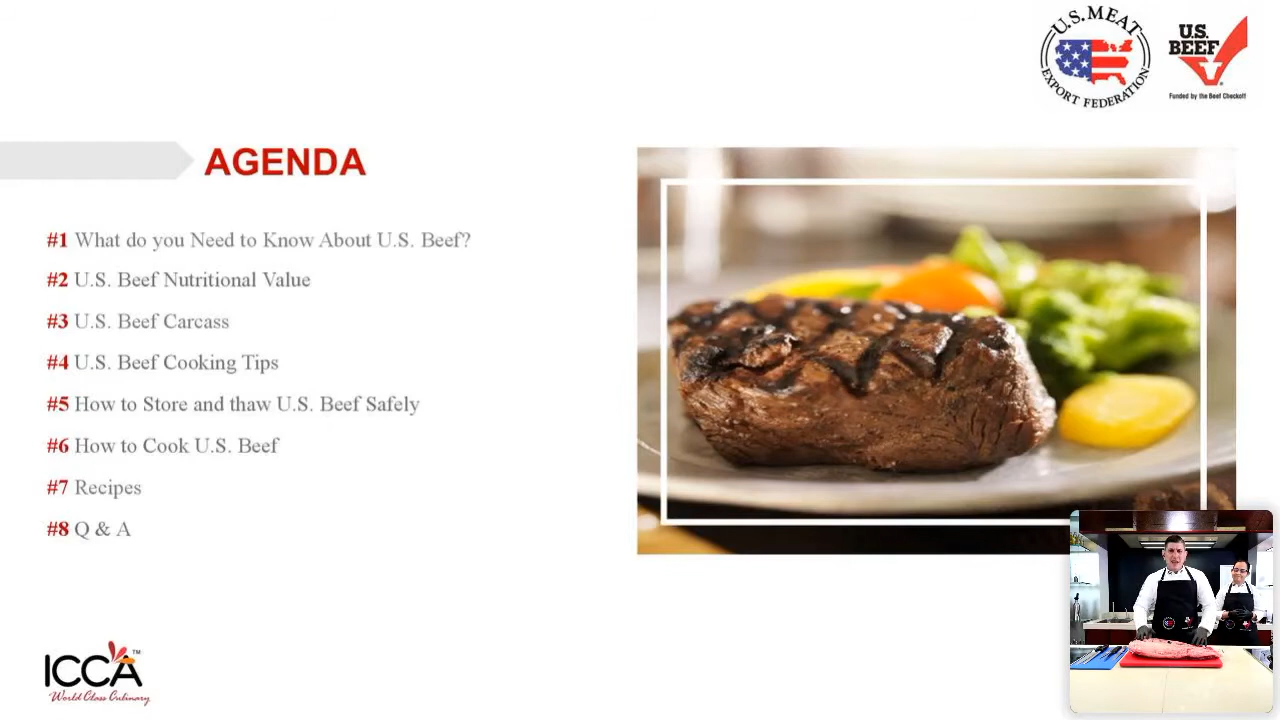 U.S. MEAT
EXPORT FEDERATION
U.S.
BEEF
Funded by the Beef Checkoff
AGENDA
#1 What do you Need to Know About U.S. Beef?
#2 U.S. Beef Nutritional Value
#3 U.S. Beef Carcass
#4 U.S. Beef Cooking Tips
#5 How to Store and thaw U.S. Beef Safely
#6 How to Cook U.S. Beef
#7 Recipes
#8 Q & A
ICCA™
World Class Culinary